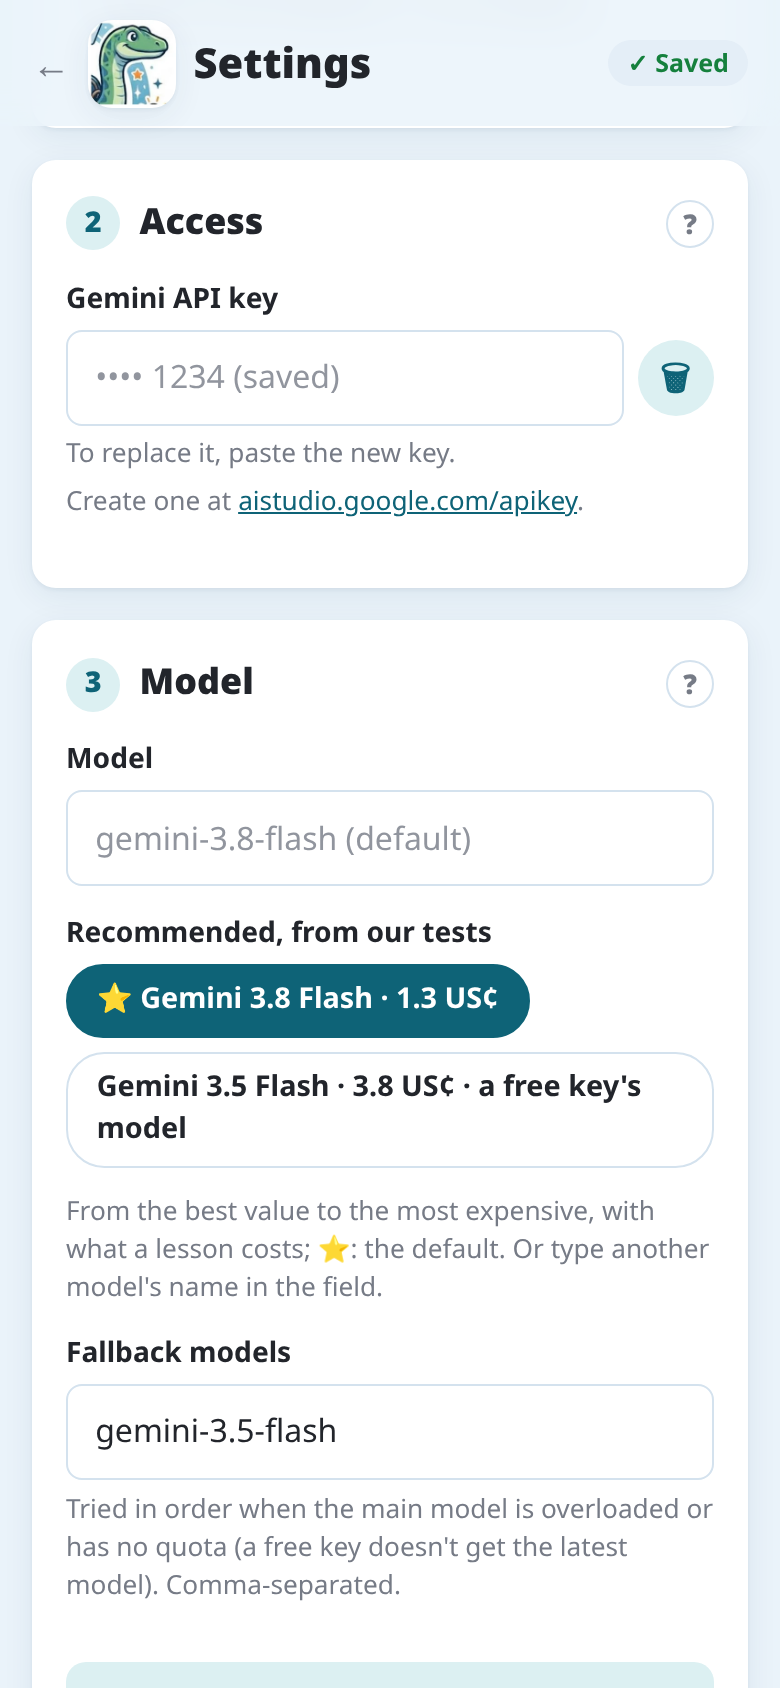 ← Settings ✓ Saved
2 Access ?
Gemini API key
•••• 1234 (saved)
To replace it, paste the new key.
Create one at aistudio.google.com/apikey.
3 Model ?
Model
gemini-3.8-flash (default)
Recommended, from our tests
⭐ Gemini 3.8 Flash · 1.3 US¢
Gemini 3.5 Flash · 3.8 US¢ · a free key's
model
From the best value to the most expensive, with
what a lesson costs; ⭐: the default. Or type another
model's name in the field.
Fallback models
gemini-3.5-flash
Tried in order when the main model is overloaded or
has no quota (a free key doesn't get the latest
model). Comma-separated.